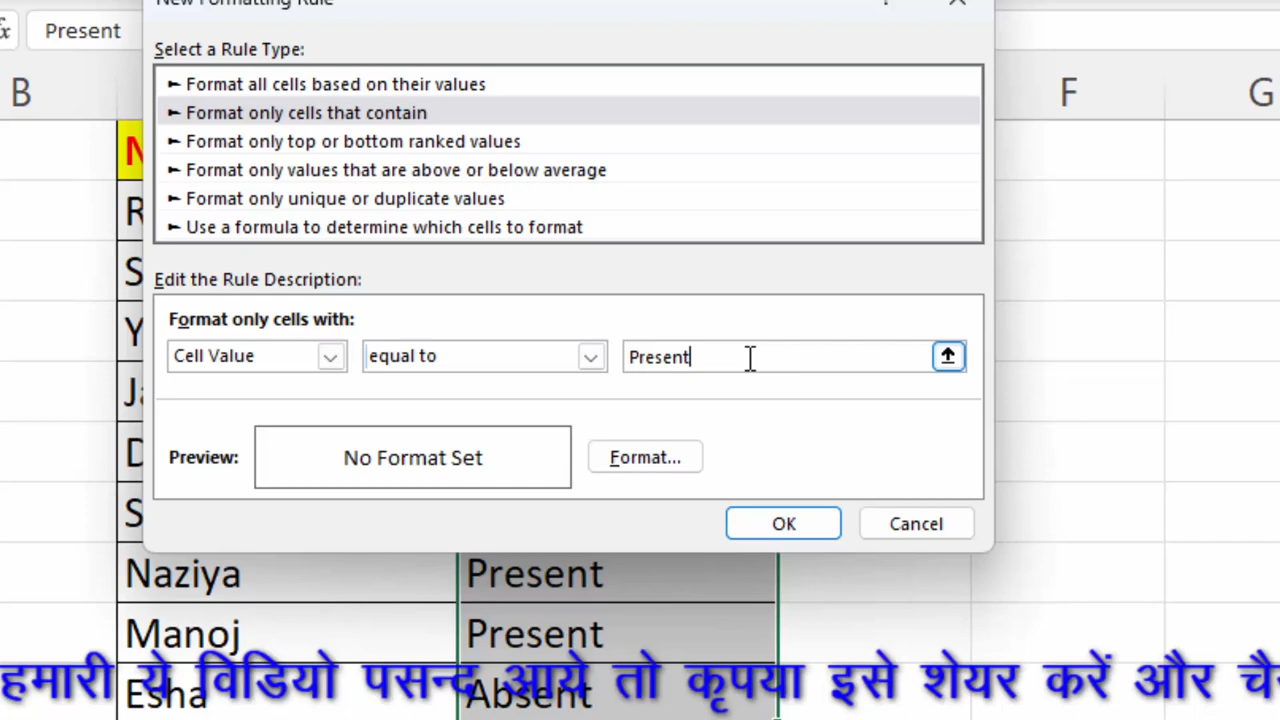 New Formatting Rule
Present
Select a Rule Type:
► Format all cells based on their values
► Format only cells that contain
► Format only top or bottom ranked values
► Format only values that are above or below average
► Format only unique or duplicate values
► Use a formula to determine which cells to format
B
F
G
N
R
S
Y
D
S
Edit the Rule Description:
Format only cells with:
Cell Value
equal to
Present
Preview:
No Format Set
Format...
OK
Cancel
Naziya
Present
Manoj
Present
Esha
Absent
हमारी ये विडियो पसन्द आये तो कृपया इसे शेयर करें और